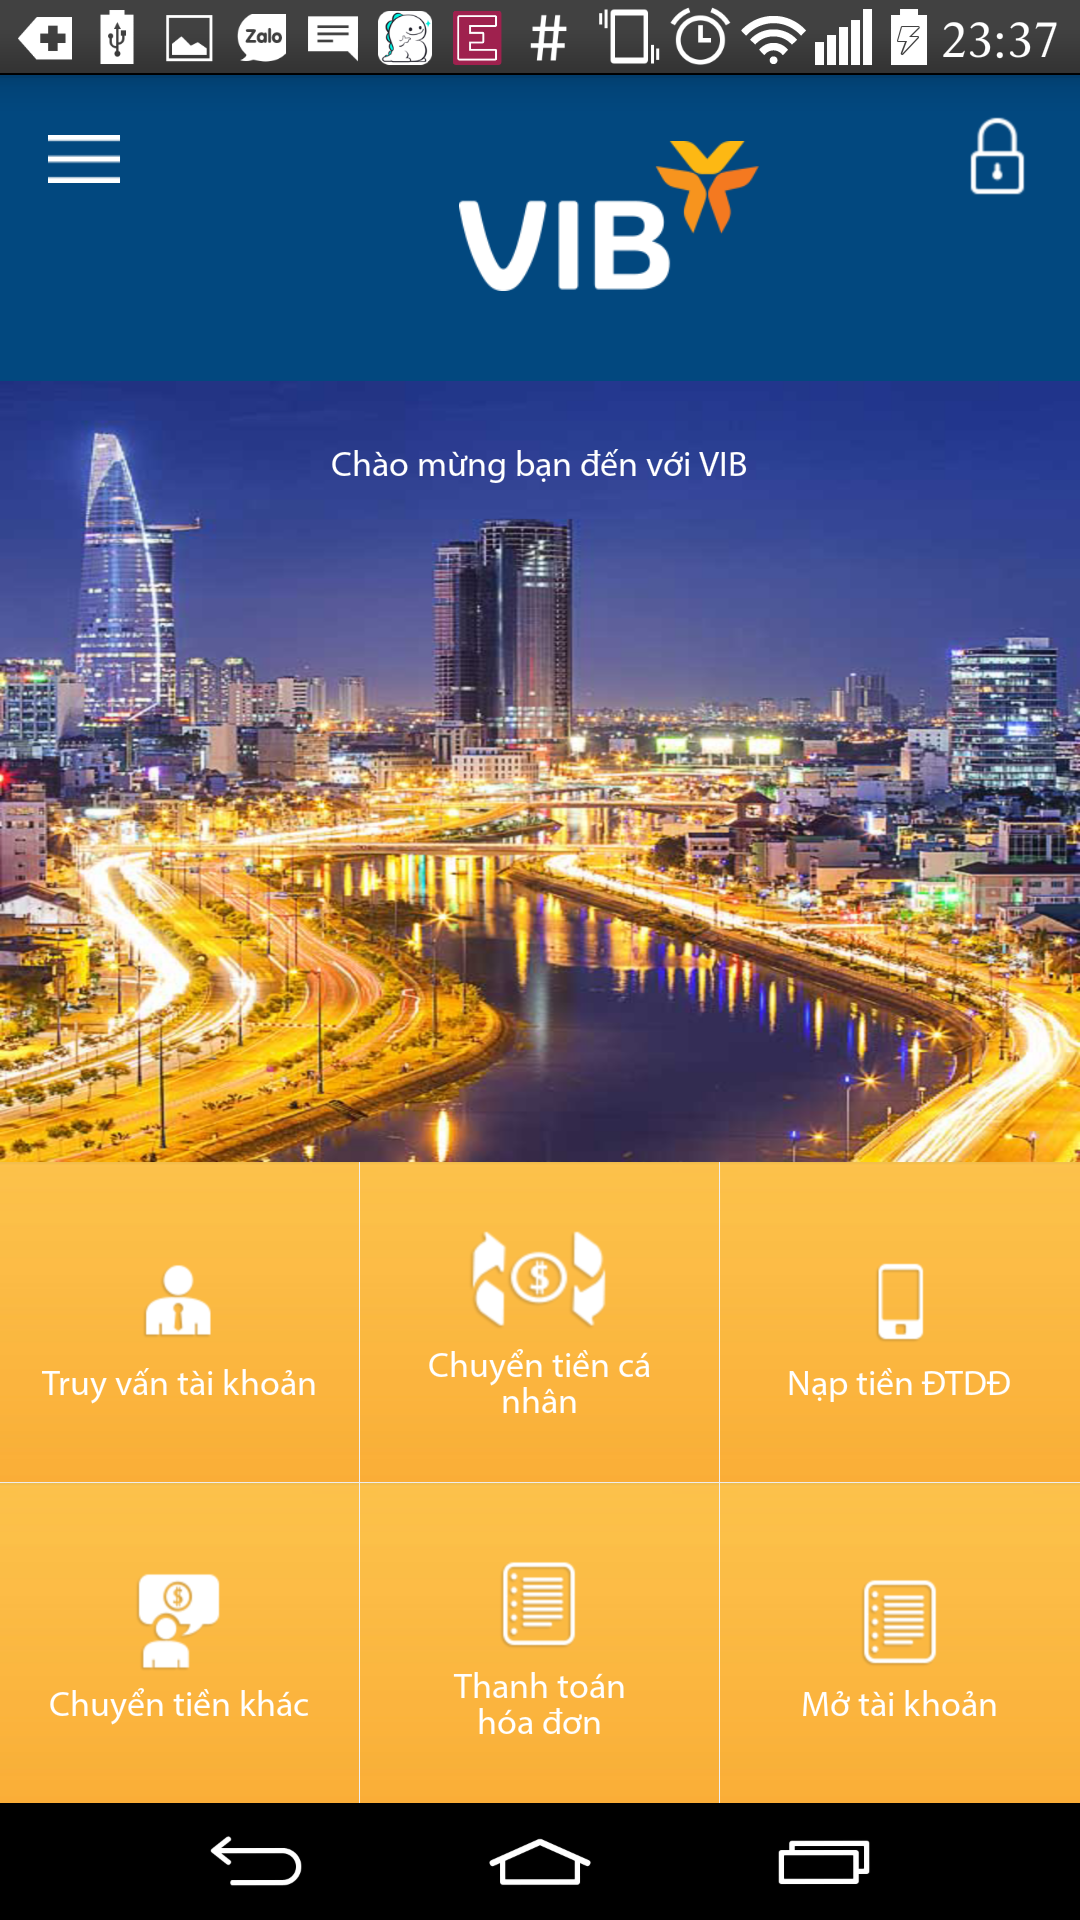 Zalo
E
#
23:37
VIB
Chào mừng bạn đến với VIB
Truy vấn tài khoản
Chuyển tiền cá
nhân
Nạp tiền ĐTDĐ
Chuyển tiền khác
Thanh toán
hóa đơn
Mở tài khoản